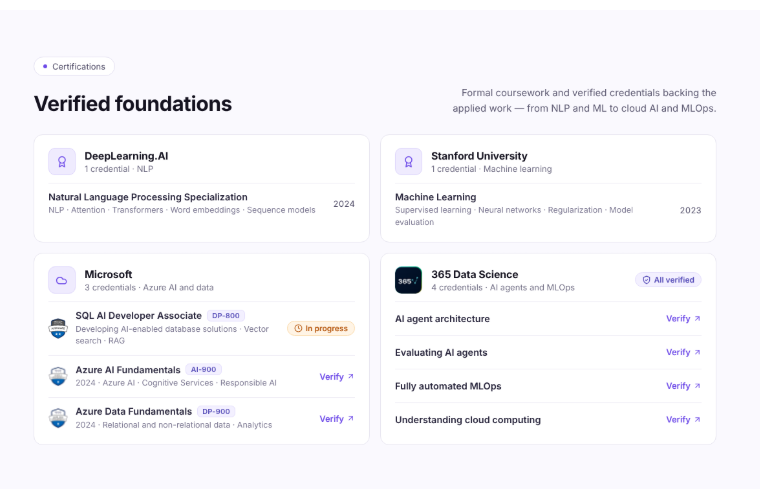 Certifications
Verified foundations
Formal coursework and verified credentials backing the
applied work — from NLP and ML to cloud AI and MLOps.
DeepLearning.AI
1 credential · NLP
Natural Language Processing Specialization
NLP · Attention · Transformers · Word embeddings · Sequence models
2024
Stanford University
1 credential · Machine learning
Machine Learning
Supervised learning · Neural networks · Regularization · Model
evaluation
2023
Microsoft
3 credentials · Azure AI and data
SQL AI Developer Associate DP-800
Developing AI-enabled database solutions · Vector
search · RAG
In progress
Azure AI Fundamentals AI-900
2024 · Azure AI · Cognitive Services · Responsible AI
Verify
Azure Data Fundamentals DP-900
2024 · Relational and non-relational data · Analytics
Verify
365
365 Data Science
4 credentials · AI agents and MLOps
All verified
AI agent architecture Verify
Evaluating AI agents Verify
Fully automated MLOps Verify
Understanding cloud computing Verify